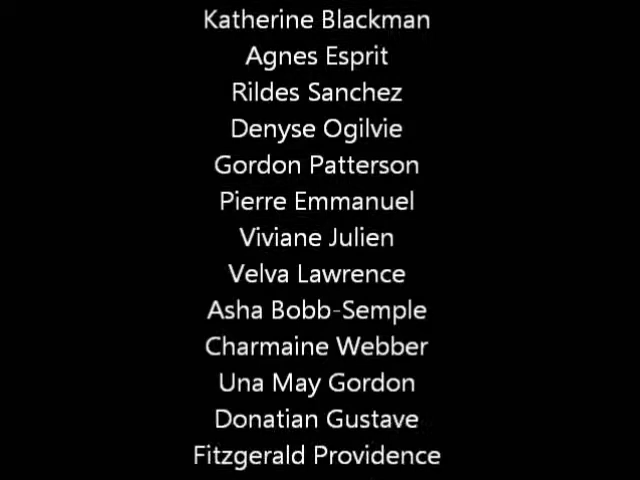 Katherine Blackman
Agnes Esprit
Rildes Sanchez
Denyse Ogilvie
Gordon Patterson
Pierre Emmanuel
Viviane Julien
Velva Lawrence
Asha Bobb-Semple
Charmaine Webber
Una May Gordon
Donatian Gustave
Fitzgerald Providence